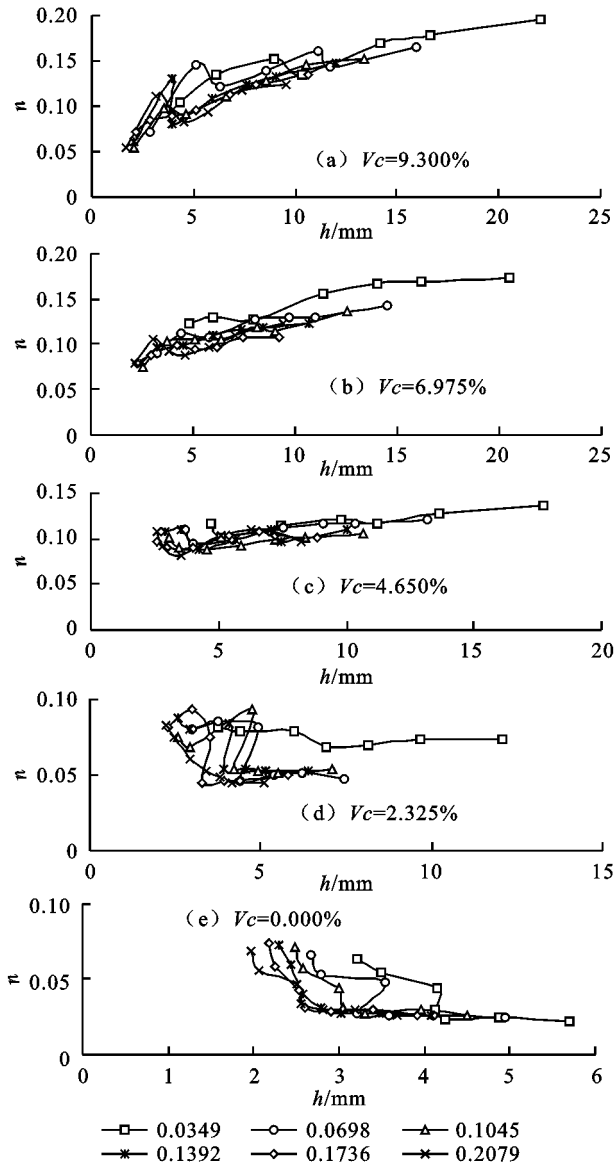 0.20
0.15
n
0.10
0.05
(a) Vc=9.300%
0
0 5 10 15 20 25
h/mm
0.20
0.15
n
0.10
0.05
(b) Vc=6.975%
0
0 5 10 15 20 25
h/mm
0.15
n
0.10
0.05
(c) Vc=4.650%
0
0 5 10 15 20
h/mm
0.10
n
0.05
(d) Vc=2.325%
0
0 5 10 15
h/mm
0.10
(e) Vc=0.000%
n
0.05
0
0 1 2 3 4 5 6
h/mm
0.0349 0.0698 0.1045
0.1392 0.1736 0.2079